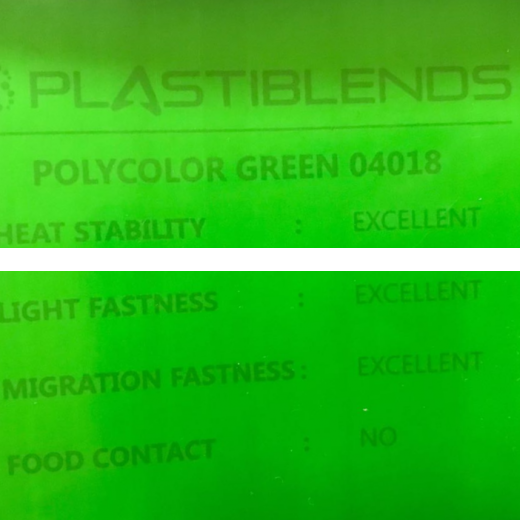 PLASTIBLENDS
POLYCOLOR GREEN 04018
HEAT STABILITY : EXCELLENT
LIGHT FASTNESS : EXCELLENT
MIGRATION FASTNESS : EXCELLENT
FOOD CONTACT : NO